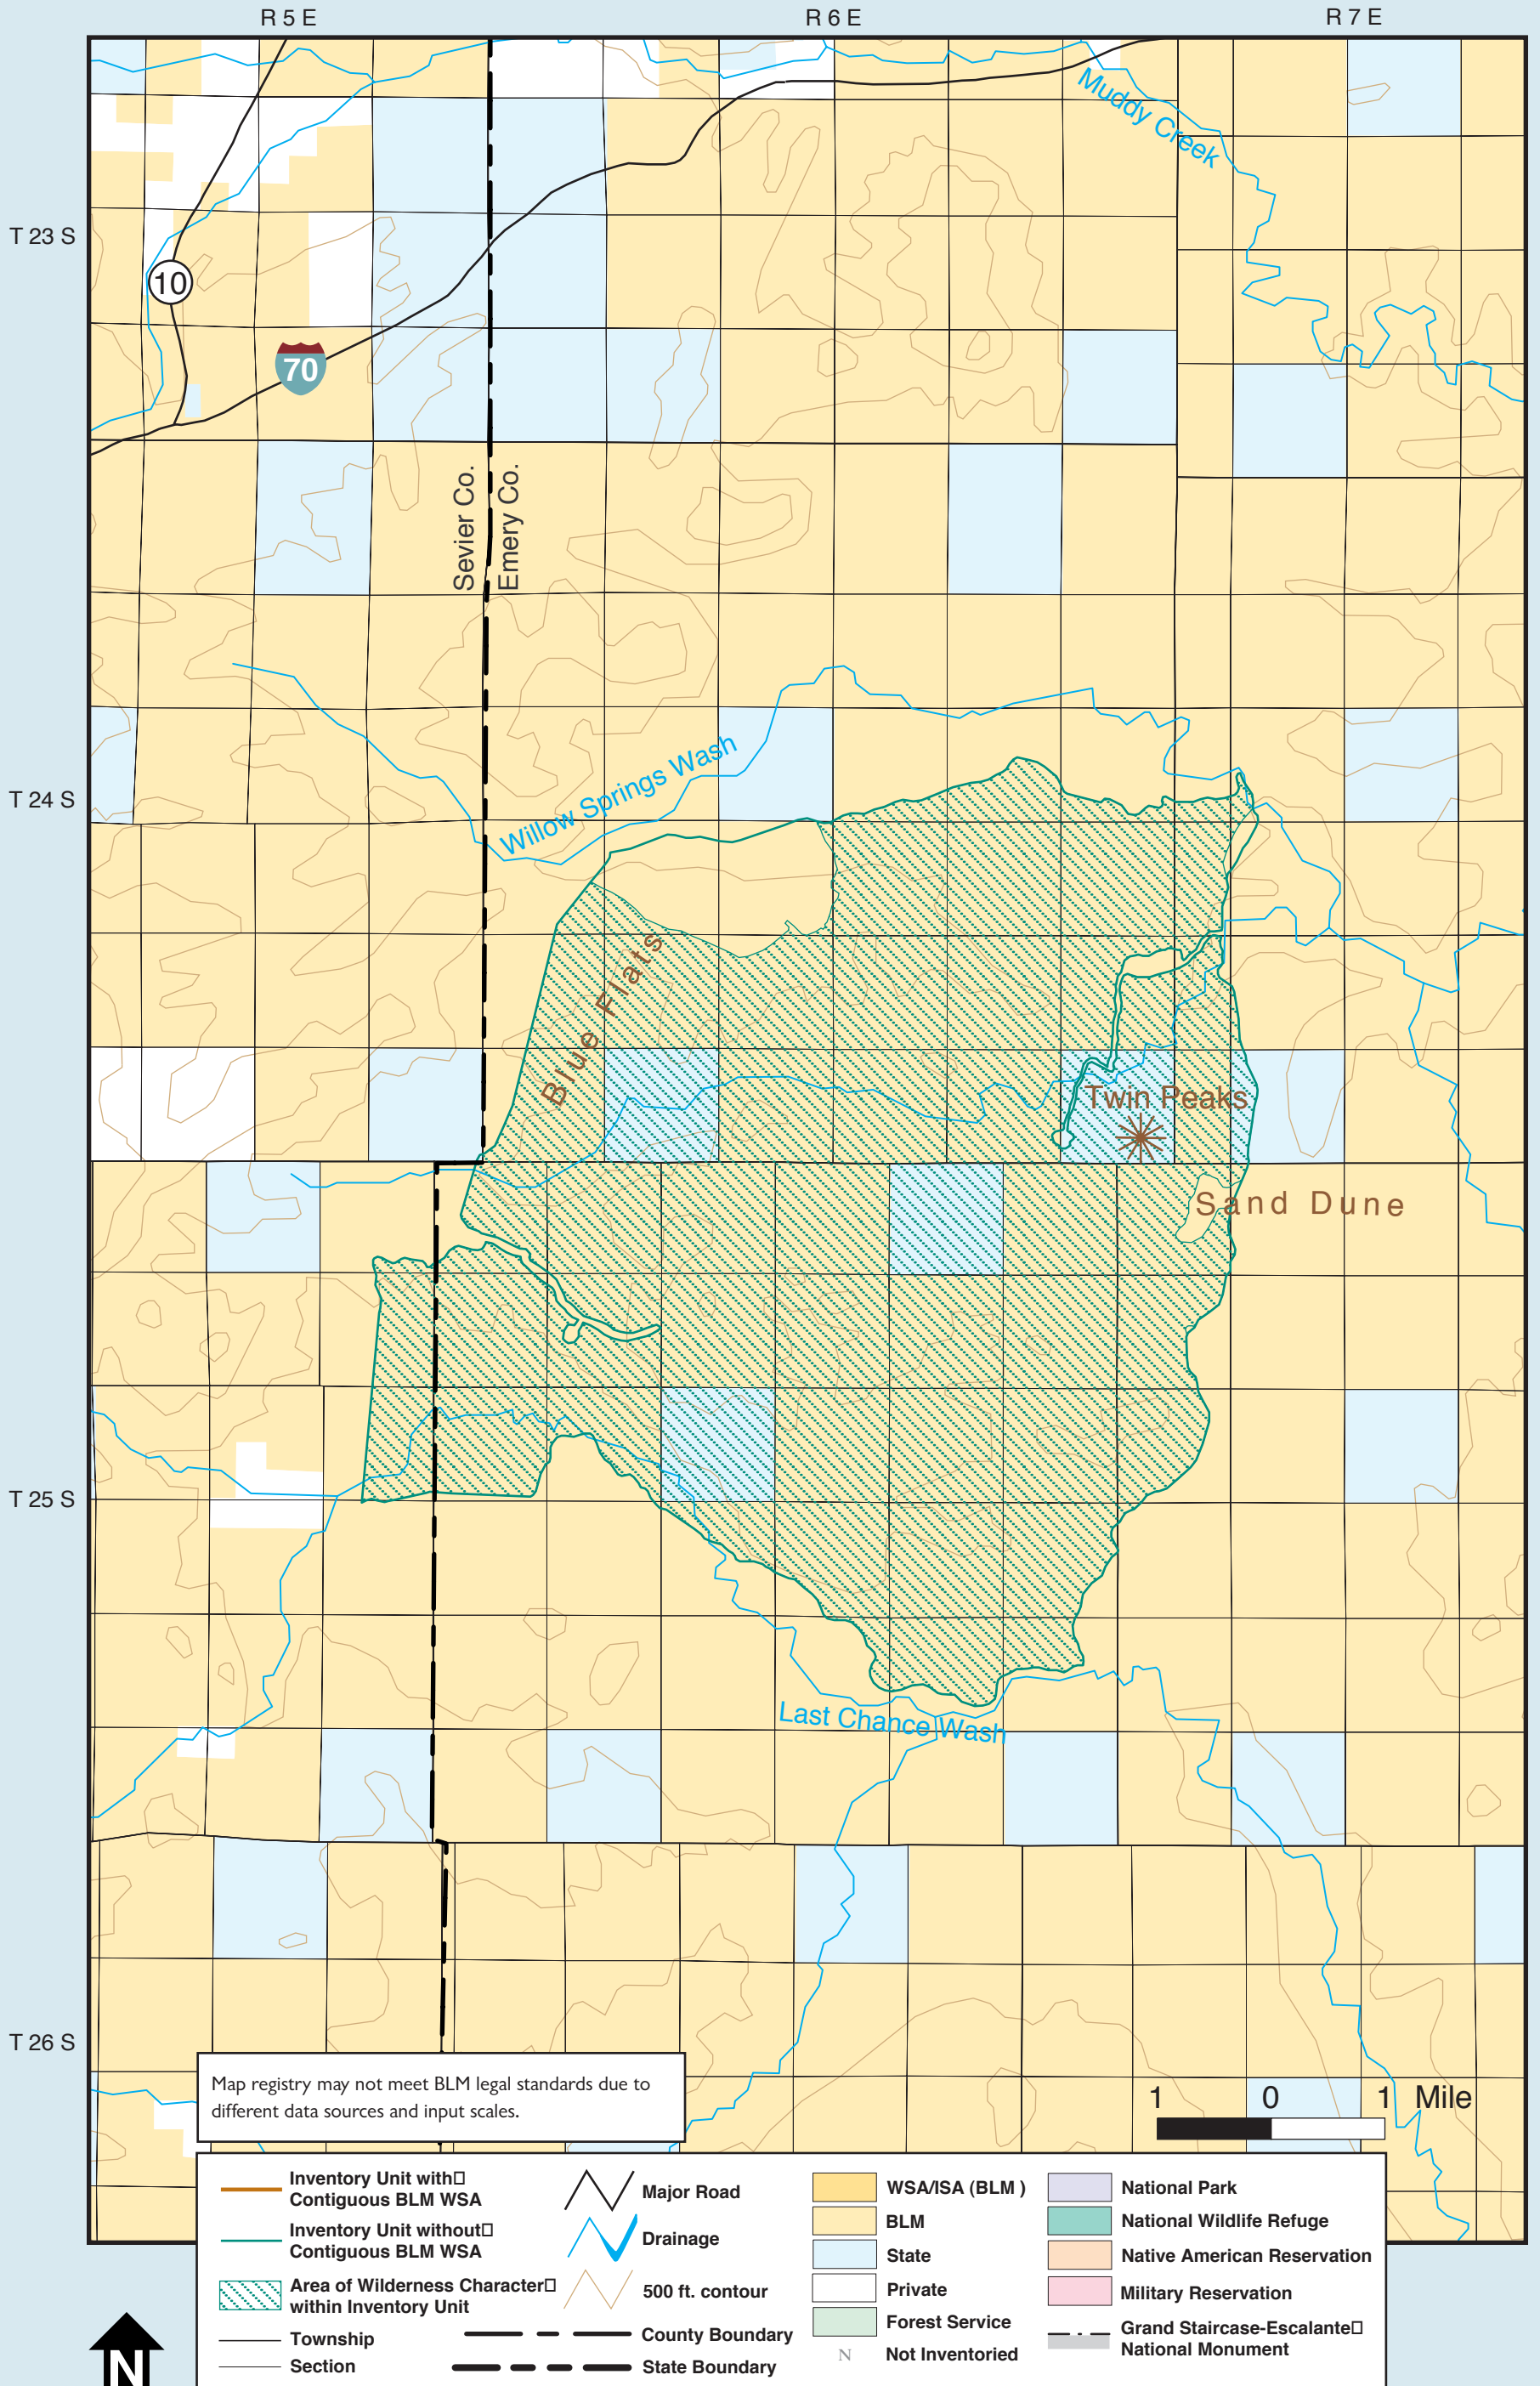 R 5 E
R 6 E
R 7 E
Muddy Creek
T 23 S
10
70
Sevier Co.
Emery Co.
T 24 S
Willow Springs Wash
Blue Flats
Twin Peaks
Sand Dune
T 25 S
Last Chance Wash
T 26 S
Map registry may not meet BLM legal standards due to
different data sources and input scales.
1 0 1 Mile
Inventory Unit with
Contiguous BLM WSA
Inventory Unit without
Contiguous BLM WSA
Area of Wilderness Character
within Inventory Unit
Township
Section
Major Road
Drainage
500 ft. contour
County Boundary
State Boundary
WSA/ISA (BLM )
BLM
State
Private
Forest Service
N Not Inventoried
National Park
National Wildlife Refuge
Native American Reservation
Military Reservation
Grand Staircase-Escalante
National Monument
N